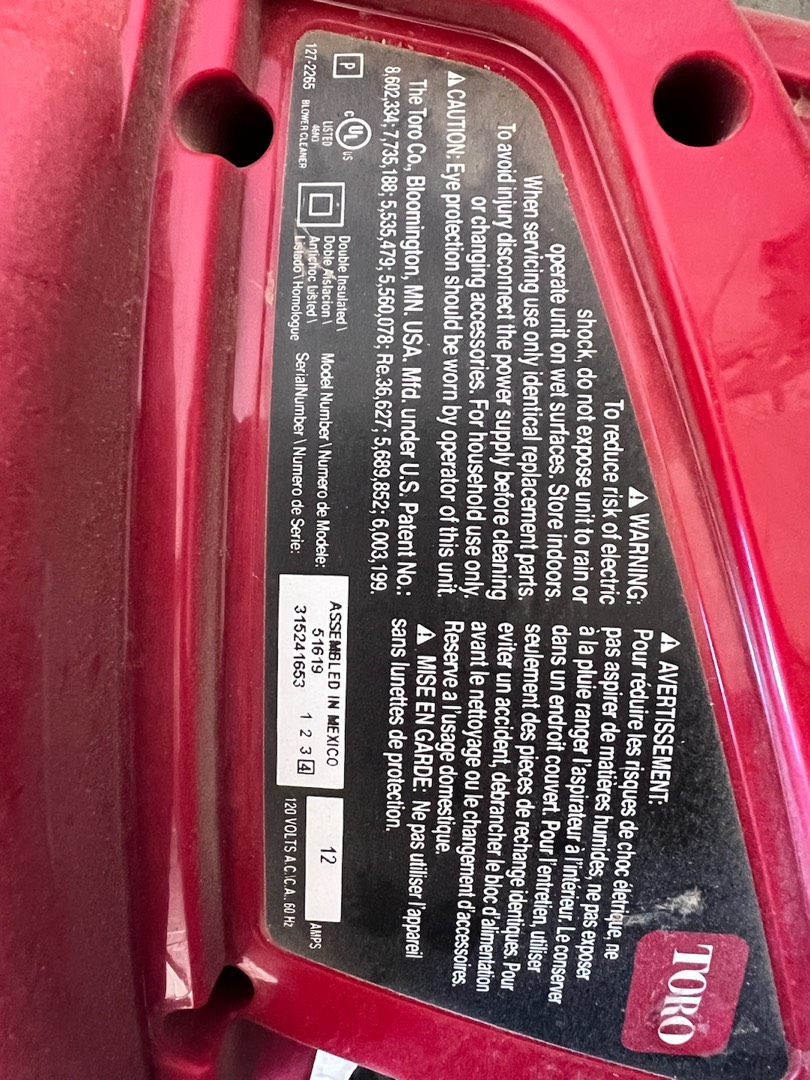 ⚠ WARNING:
To reduce risk of electric
shock, do not expose unit to rain or
operate unit on wet surfaces. Store indoors.
When servicing use only identical replacement parts.
To avoid injury disconnect the power supply before cleaning
or changing accessories. For household use only.
⚠ CAUTION: Eye protection should be worn by operator of this unit.
The Toro Co., Bloomington, MN. USA. Mfd. under U.S. Patent No.:
8,602,334; 7,735,188; 5,535,479; 5,560,078; Re.36,627; 5,689,852; 6,003,199.
⚠ AVERTISSEMENT:
Pour réduire les risques de choc életrique, ne
pas aspirer de matières humides, ne pas exposer
à la pluie ranger l'aspirateur à l'intérieur. Le conserver
dans un endroit couvert. Pour l'entretien, utiliser
seulement des pieces de rechange identiques. Pour
eviter un accident, debrancher le bloc d'alimentation
avant le nettoyage ou le changement d'accessoires.
Reserve a l'usage domestique.
⚠ MISE EN GARDE: Ne pas utiliser l'appareil
sans lunettes de protection.
TORO
P
127-2265
C UL US
LISTED
46H3
BLOWER CLEANER
Double Insulated \
Doble Aislacion \
Antichoc Listed \
Listado \ Homologue
Model Number \ Numero de Modele:
SerialNumber \ Numero de Serie:
ASSEMBLED IN MEXICO
51619
315241653 1 2 3 4
12 AMPS
120 VOLTS A.C./C.A.. 60 Hz